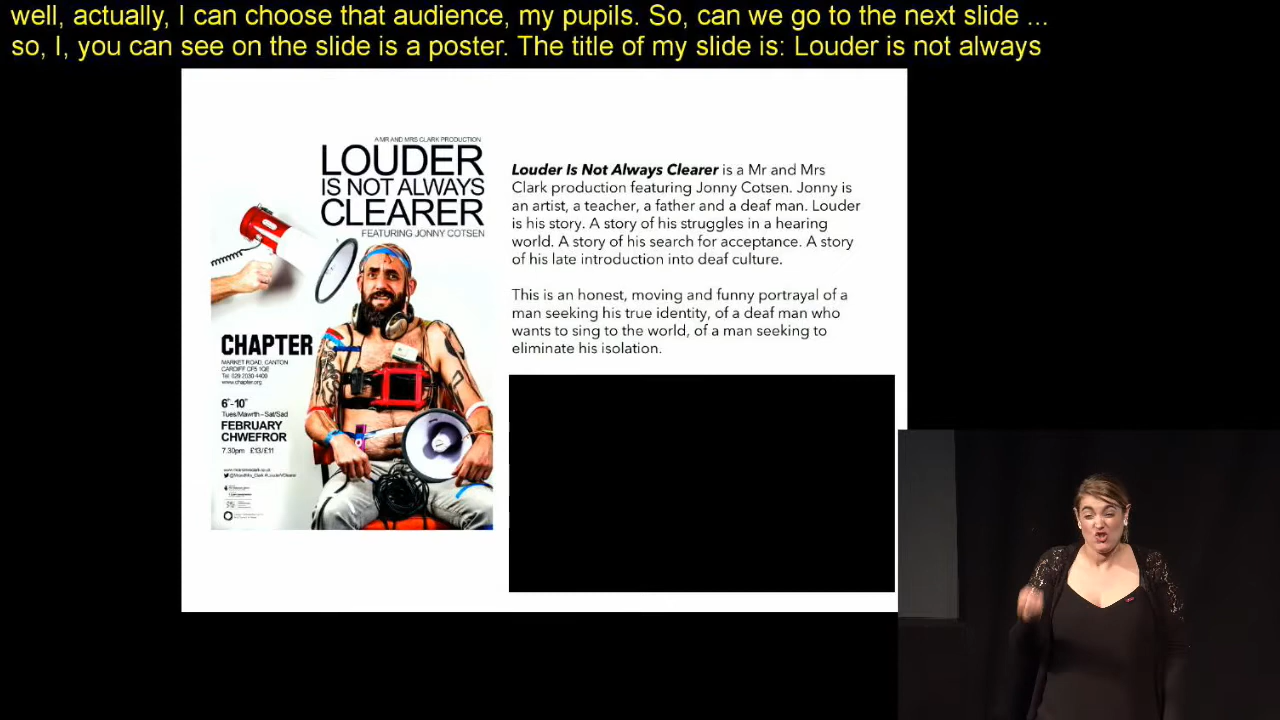 well, actually, I can choose that audience, my pupils. So, can we go to the next slide ...
so, I, you can see on the slide is a poster. The title of my slide is: Louder is not always
A MR AND MRS CLARK PRODUCTION
LOUDER
IS NOT ALWAYS
CLEARER
FEATURING JONNY COTSEN
CHAPTER
MARKET ROAD, CANTON
CARDIFF CF5 1QE
Tel 029 2030 4400
www.chapter.org
6"-10"
Tues/Mawrth–Sat/Sad
FEBRUARY
CHWEFROR
7.30pm £13/£11
Louder Is Not Always Clearer is a Mr and Mrs
Clark production featuring Jonny Cotsen. Jonny is
an artist, a teacher, a father and a deaf man. Louder
is his story. A story of his struggles in a hearing
world. A story of his search for acceptance. A story
of his late introduction into deaf culture.
This is an honest, moving and funny portrayal of a
man seeking his true identity, of a deaf man who
wants to sing to the world, of a man seeking to
eliminate his isolation.